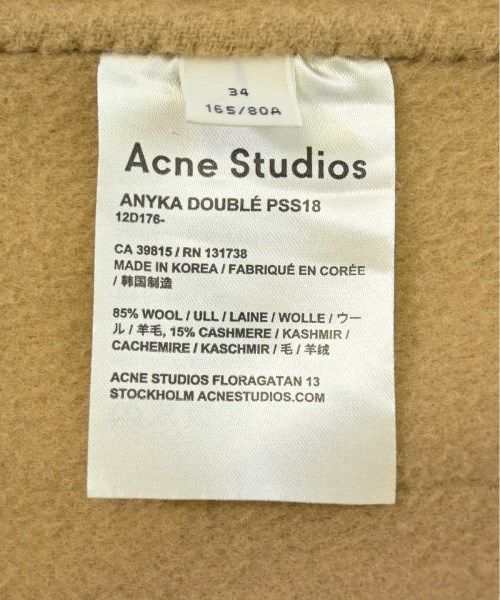 34
165/80A
Acne Studios
ANYKA DOUBLÉ PSS18
12D176-
CA 39815 / RN 131738
MADE IN KOREA / FABRIQUÉ EN CORÉE
/ 韩国制造
85% WOOL / ULL / LAINE / WOLLE / ウー
ル / 羊毛, 15% CASHMERE / KASHMIR /
CACHEMIRE / KASCHMIR / 毛 / 羊绒
ACNE STUDIOS FLORAGATAN 13
STOCKHOLM ACNESTUDIOS.COM